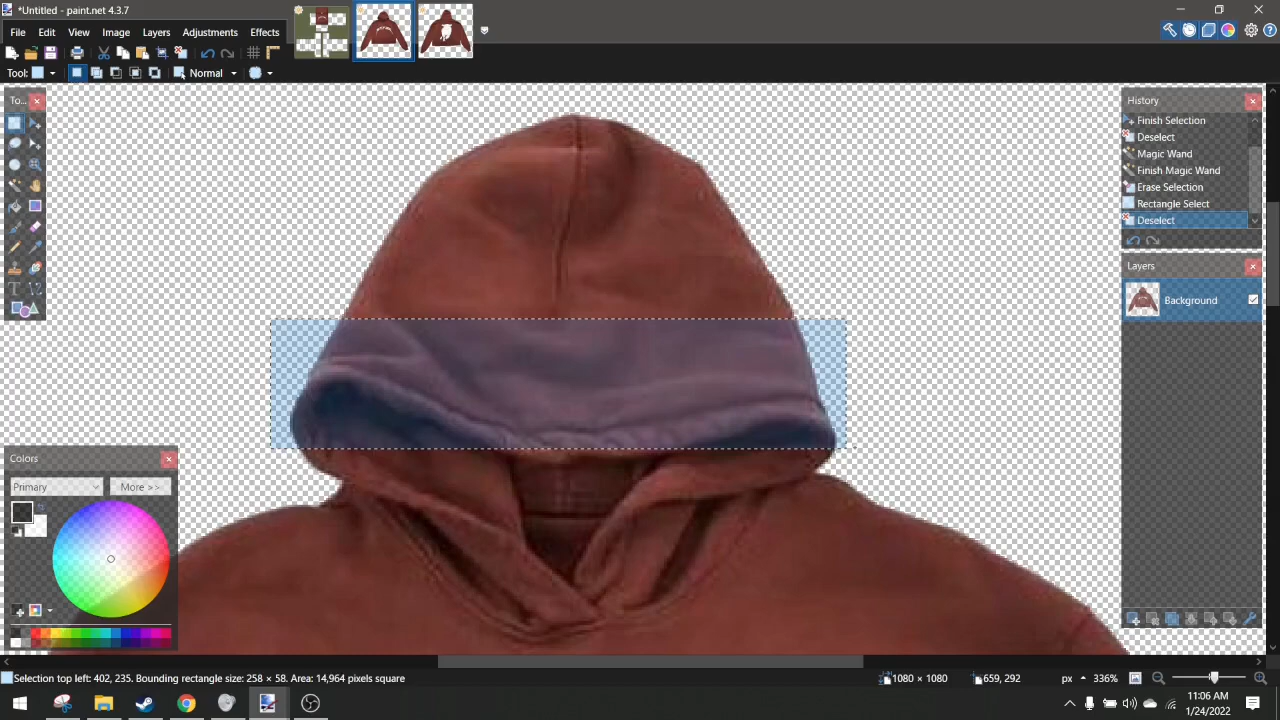 *Untitled - paint.net 4.3.7
File Edit View Image Layers Adjustments Effects
Tool: Normal
To...
History
Finish Selection
Deselect
Magic Wand
Finish Magic Wand
Erase Selection
Rectangle Select
Deselect
Layers
Background
Colors
Primary More >>
Selection top left: 402, 235. Bounding rectangle size: 258 × 58. Area: 14,964 pixels square
1080 × 1080 659, 292 px 336%
11:06 AM
1/24/2022